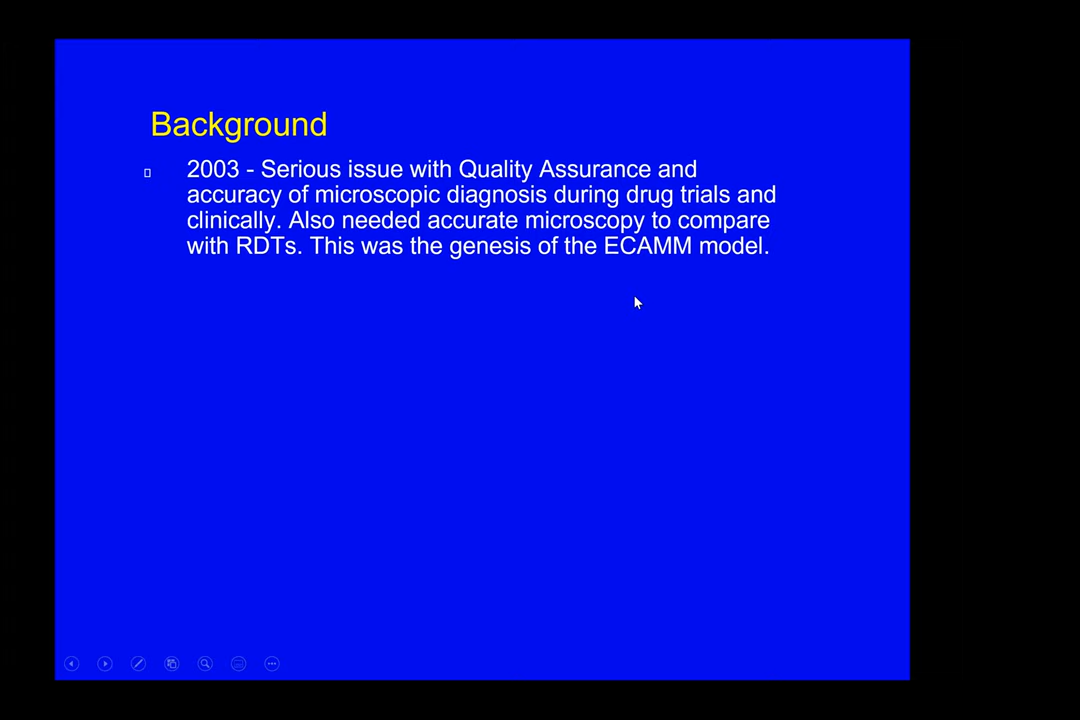 Background
2003 - Serious issue with Quality Assurance and
accuracy of microscopic diagnosis during drug trials and
clinically. Also needed accurate microscopy to compare
with RDTs. This was the genesis of the ECAMM model.